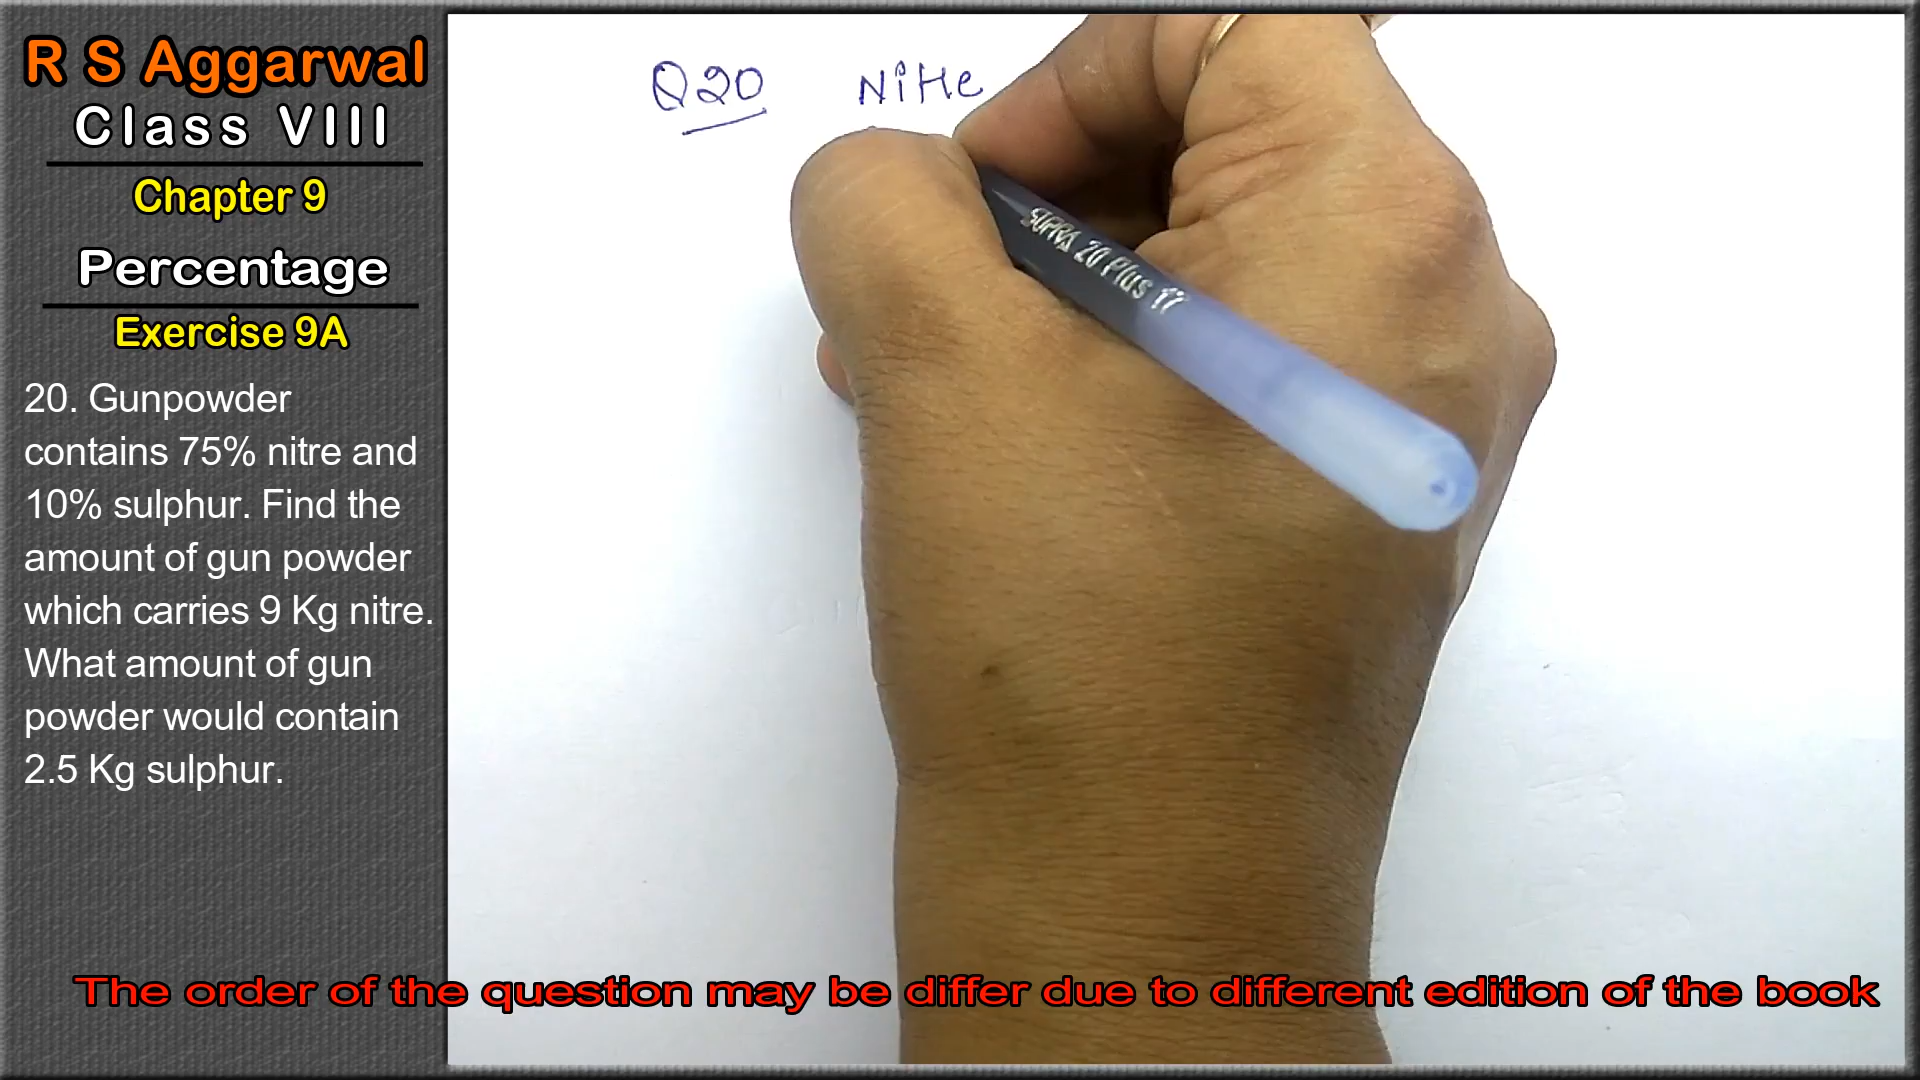 R S Aggarwal
Class VIII
Chapter 9
Percentage
Exercise 9A
20. Gunpowder
contains 75% nitre and
10% sulphur. Find the
amount of gun powder
which carries 9 Kg nitre.
What amount of gun
powder would contain
2.5 Kg sulphur.
Q20 Nitre
SUPRA 20 Plus 17
The order of the question may be differ due to different edition of the book